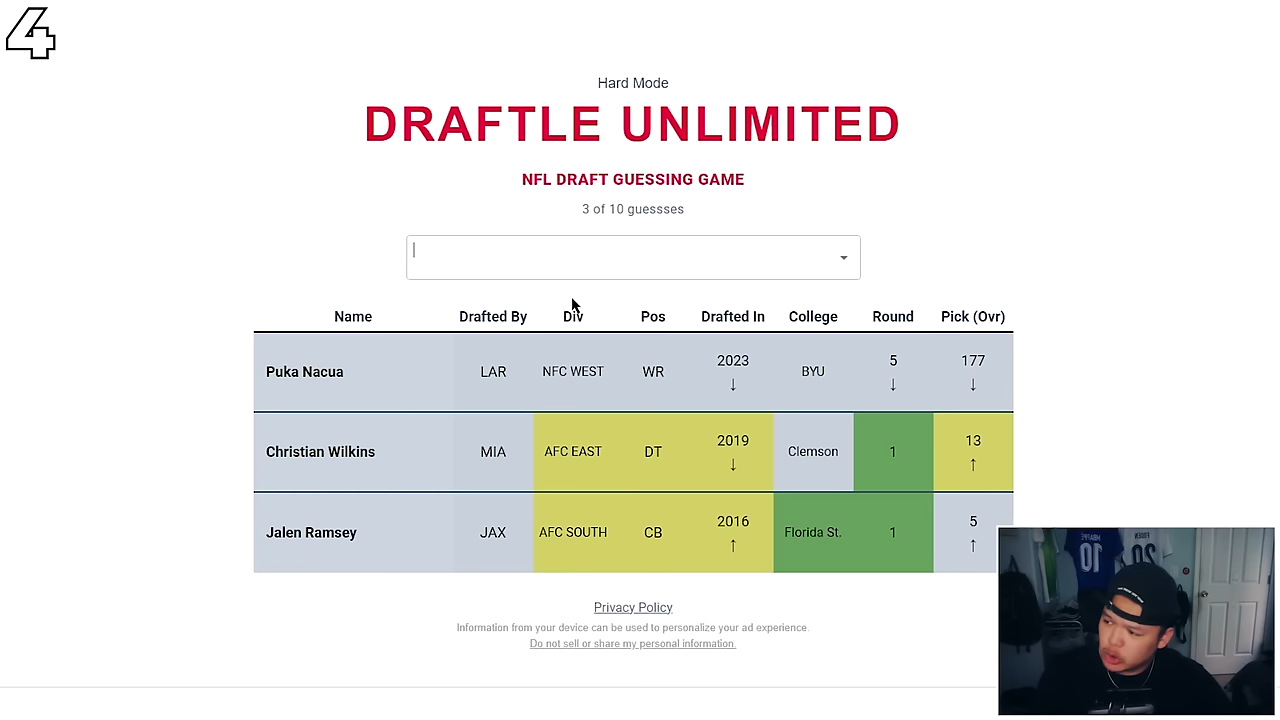 4
Hard Mode
DRAFTLE UNLIMITED
NFL DRAFT GUESSING GAME
3 of 10 guessses
Name Drafted By Div Pos Drafted In College Round Pick (Ovr)
Puka Nacua LAR NFC WEST WR 2023 ↓ BYU 5 ↓ 177 ↓
Christian Wilkins MIA AFC EAST DT 2019 ↓ Clemson 1 13 ↑
Jalen Ramsey JAX AFC SOUTH CB 2016 ↑ Florida St. 1 5 ↑
Privacy Policy
Information from your device can be used to personalize your ad experience.
Do not sell or share my personal information.
MBAPPE
10
FODEN
20